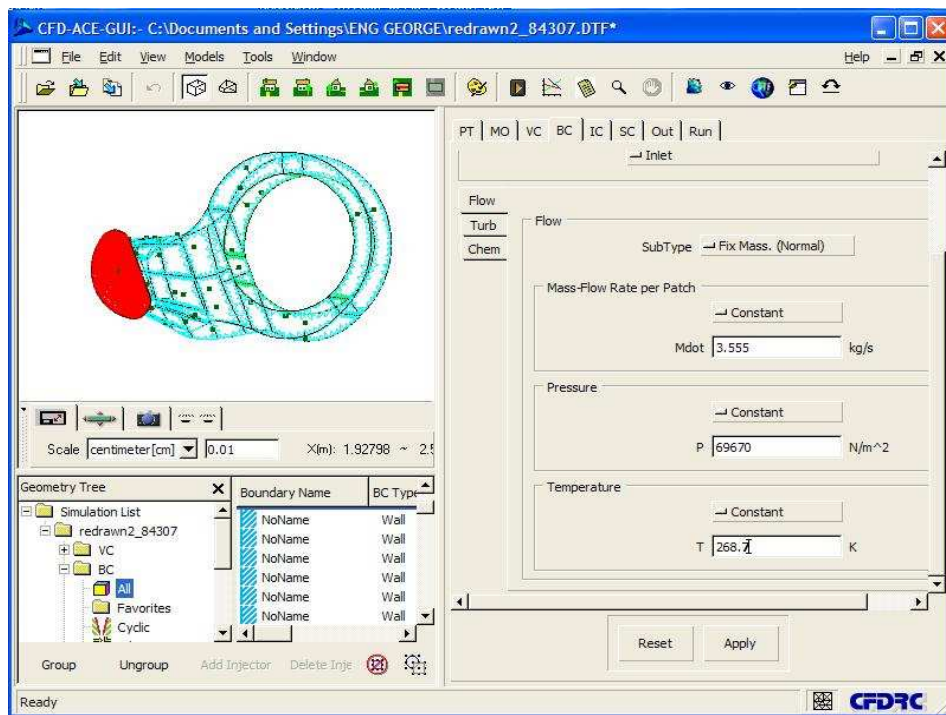 CFD-ACE-GUI:- C:\Documents and Settings\ENG GEORGE\redrawn2_84307.DTF*
File Edit View Models Tools Window Help
PT MO VC BC IC SC Out Run
Inlet
Flow
Turb
Chem
Flow
SubType Fix Mass. (Normal)
Mass-Flow Rate per Patch
Constant
Mdot 3.555 kg/s
Pressure
Constant
P 69670 N/m^2
Temperature
Constant
T 268.7 K
Reset Apply
Scale centimeter[cm] 0.01 X(m): 1.92798 ~ 2.5
Geometry Tree
Simulation List
redrawn2_84307
VC
BC
All
Favorites
Cyclic
Boundary Name BC Type
NoName Wall
NoName Wall
NoName Wall
NoName Wall
NoName Wall
NoName Wall
Group Ungroup Add Injector Delete Inje
Ready CFDRC